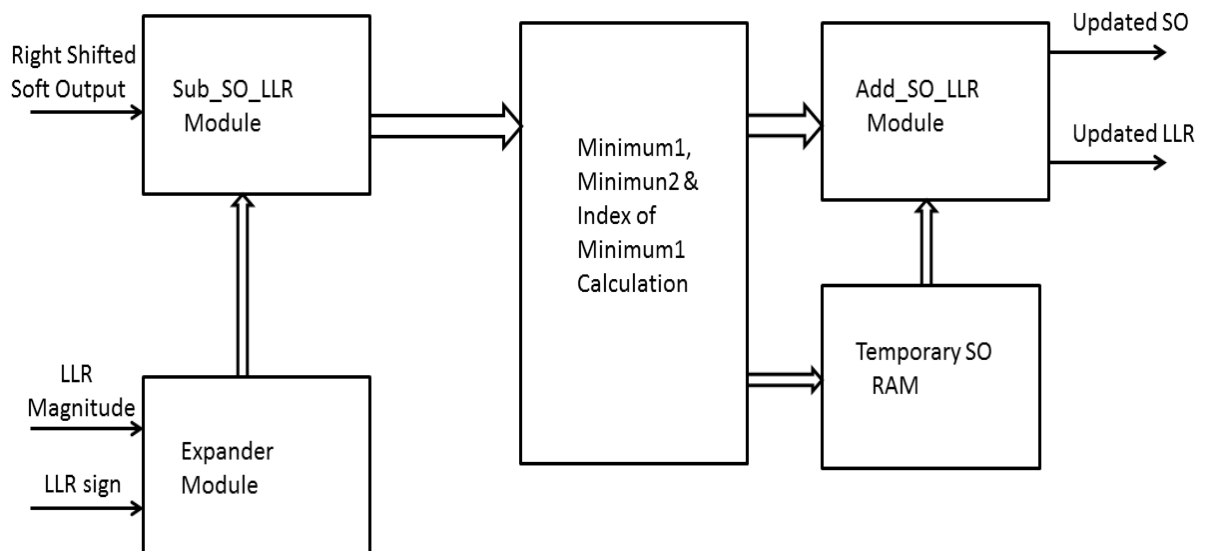 Right Shifted
Soft Output
Sub_SO_LLR
Module
Minimum1,
Minimun2 &
Index of
Minimum1
Calculation
Add_SO_LLR
Module
Updated SO
Updated LLR
Temporary SO
RAM
LLR
Magnitude
LLR sign
Expander
Module